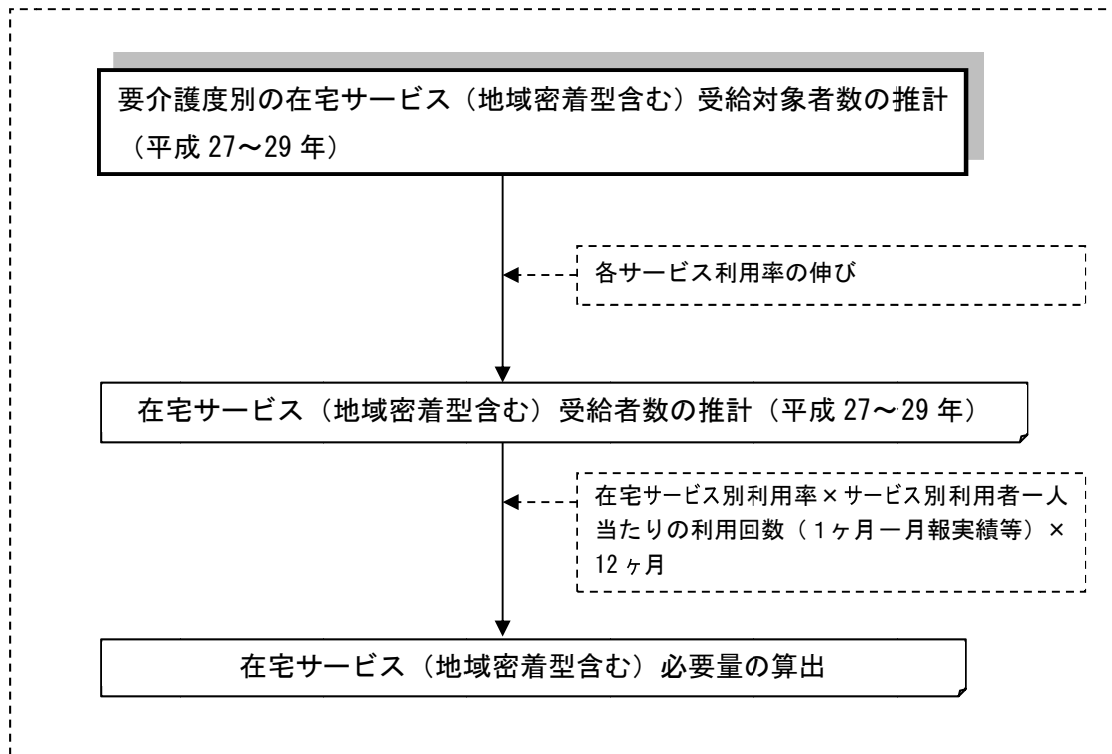 要介護度別の在宅サービス（地域密着型含む）受給対象者数の推計
（平成 27～29 年）
各サービス利用率の伸び
在宅サービス（地域密着型含む）受給者数の推計（平成 27～29 年）
在宅サービス別利用率×サービス別利用者一人
当たりの利用回数（１ヶ月―月報実績等）×
12 ヶ月
在宅サービス（地域密着型含む）必要量の算出